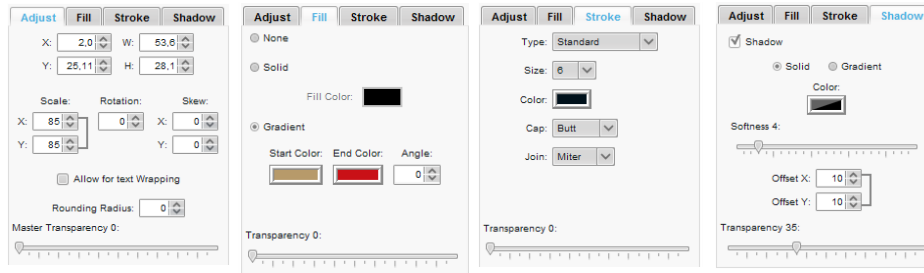 Adjust Fill Stroke Shadow
X: 2,0 W: 53,6
Y: 25,11 H: 28,1
Scale: Rotation: Skew:
X: 85 0 X: 0
Y: 85 Y: 0
Allow for text Wrapping
Rounding Radius: 0
Master Transparency 0:
Adjust Fill Stroke Shadow
None
Solid
Fill Color:
Gradient
Start Color: End Color: Angle:
0
Transparency 0:
Adjust Fill Stroke Shadow
Type: Standard
Size: 6
Color:
Cap: Butt
Join: Miter
Transparency 0:
Adjust Fill Stroke Shadow
Shadow
Solid Gradient
Color:
Softness 4:
Offset X: 10
Offset Y: 10
Transparency 35: